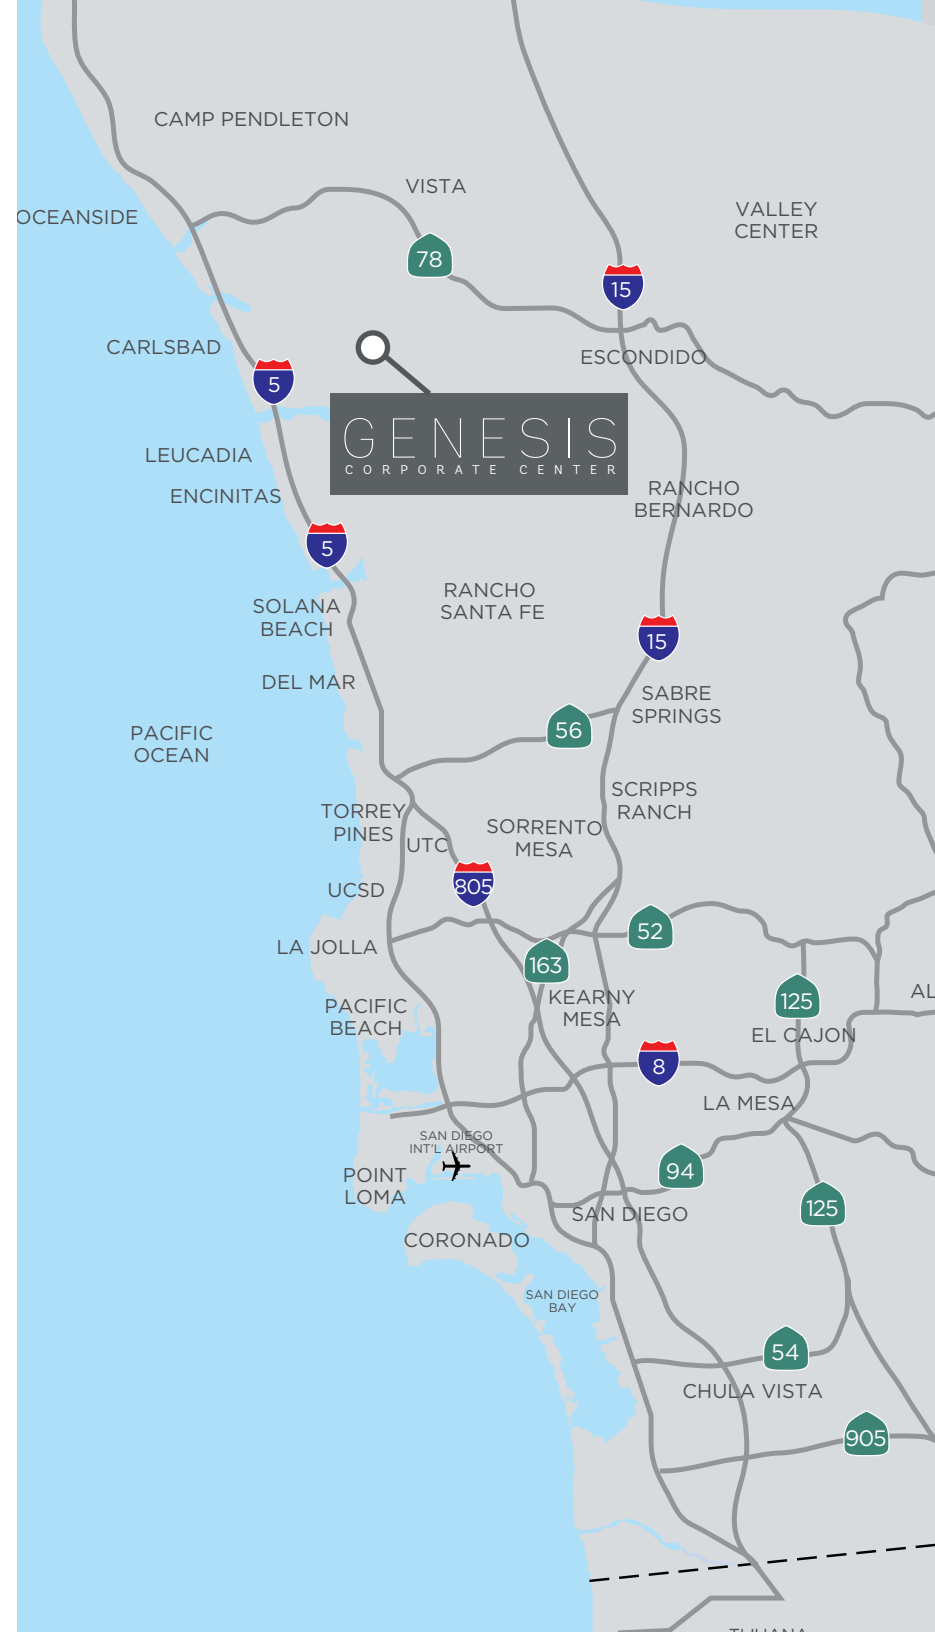 CAMP PENDLETON
VISTA
OCEANSIDE
VALLEY
CENTER
78
15
CARLSBAD
ESCONDIDO
5
GENESIS
CORPORATE CENTER
LEUCADIA
ENCINITAS
RANCHO
BERNARDO
5
RANCHO
SANTA FE
SOLANA
BEACH
15
DEL MAR
SABRE
SPRINGS
56
PACIFIC
OCEAN
SCRIPPS
RANCH
TORREY
PINES
UTC
SORRENTO
MESA
805
UCSD
52
LA JOLLA
163
KEARNY
MESA
125
AL
PACIFIC
BEACH
EL CAJON
8
LA MESA
SAN DIEGO
INT'L AIRPORT
94
POINT
LOMA
125
SAN DIEGO
CORONADO
SAN DIEGO
BAY
54
CHULA VISTA
905